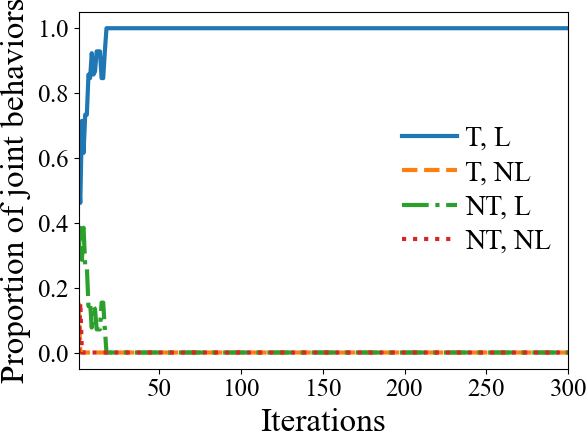 Proportion of joint behaviors
1.0
0.8
0.6
0.4
0.2
0.0
T, L
T, NL
NT, L
NT, NL
50 100 150 200 250 300
Iterations